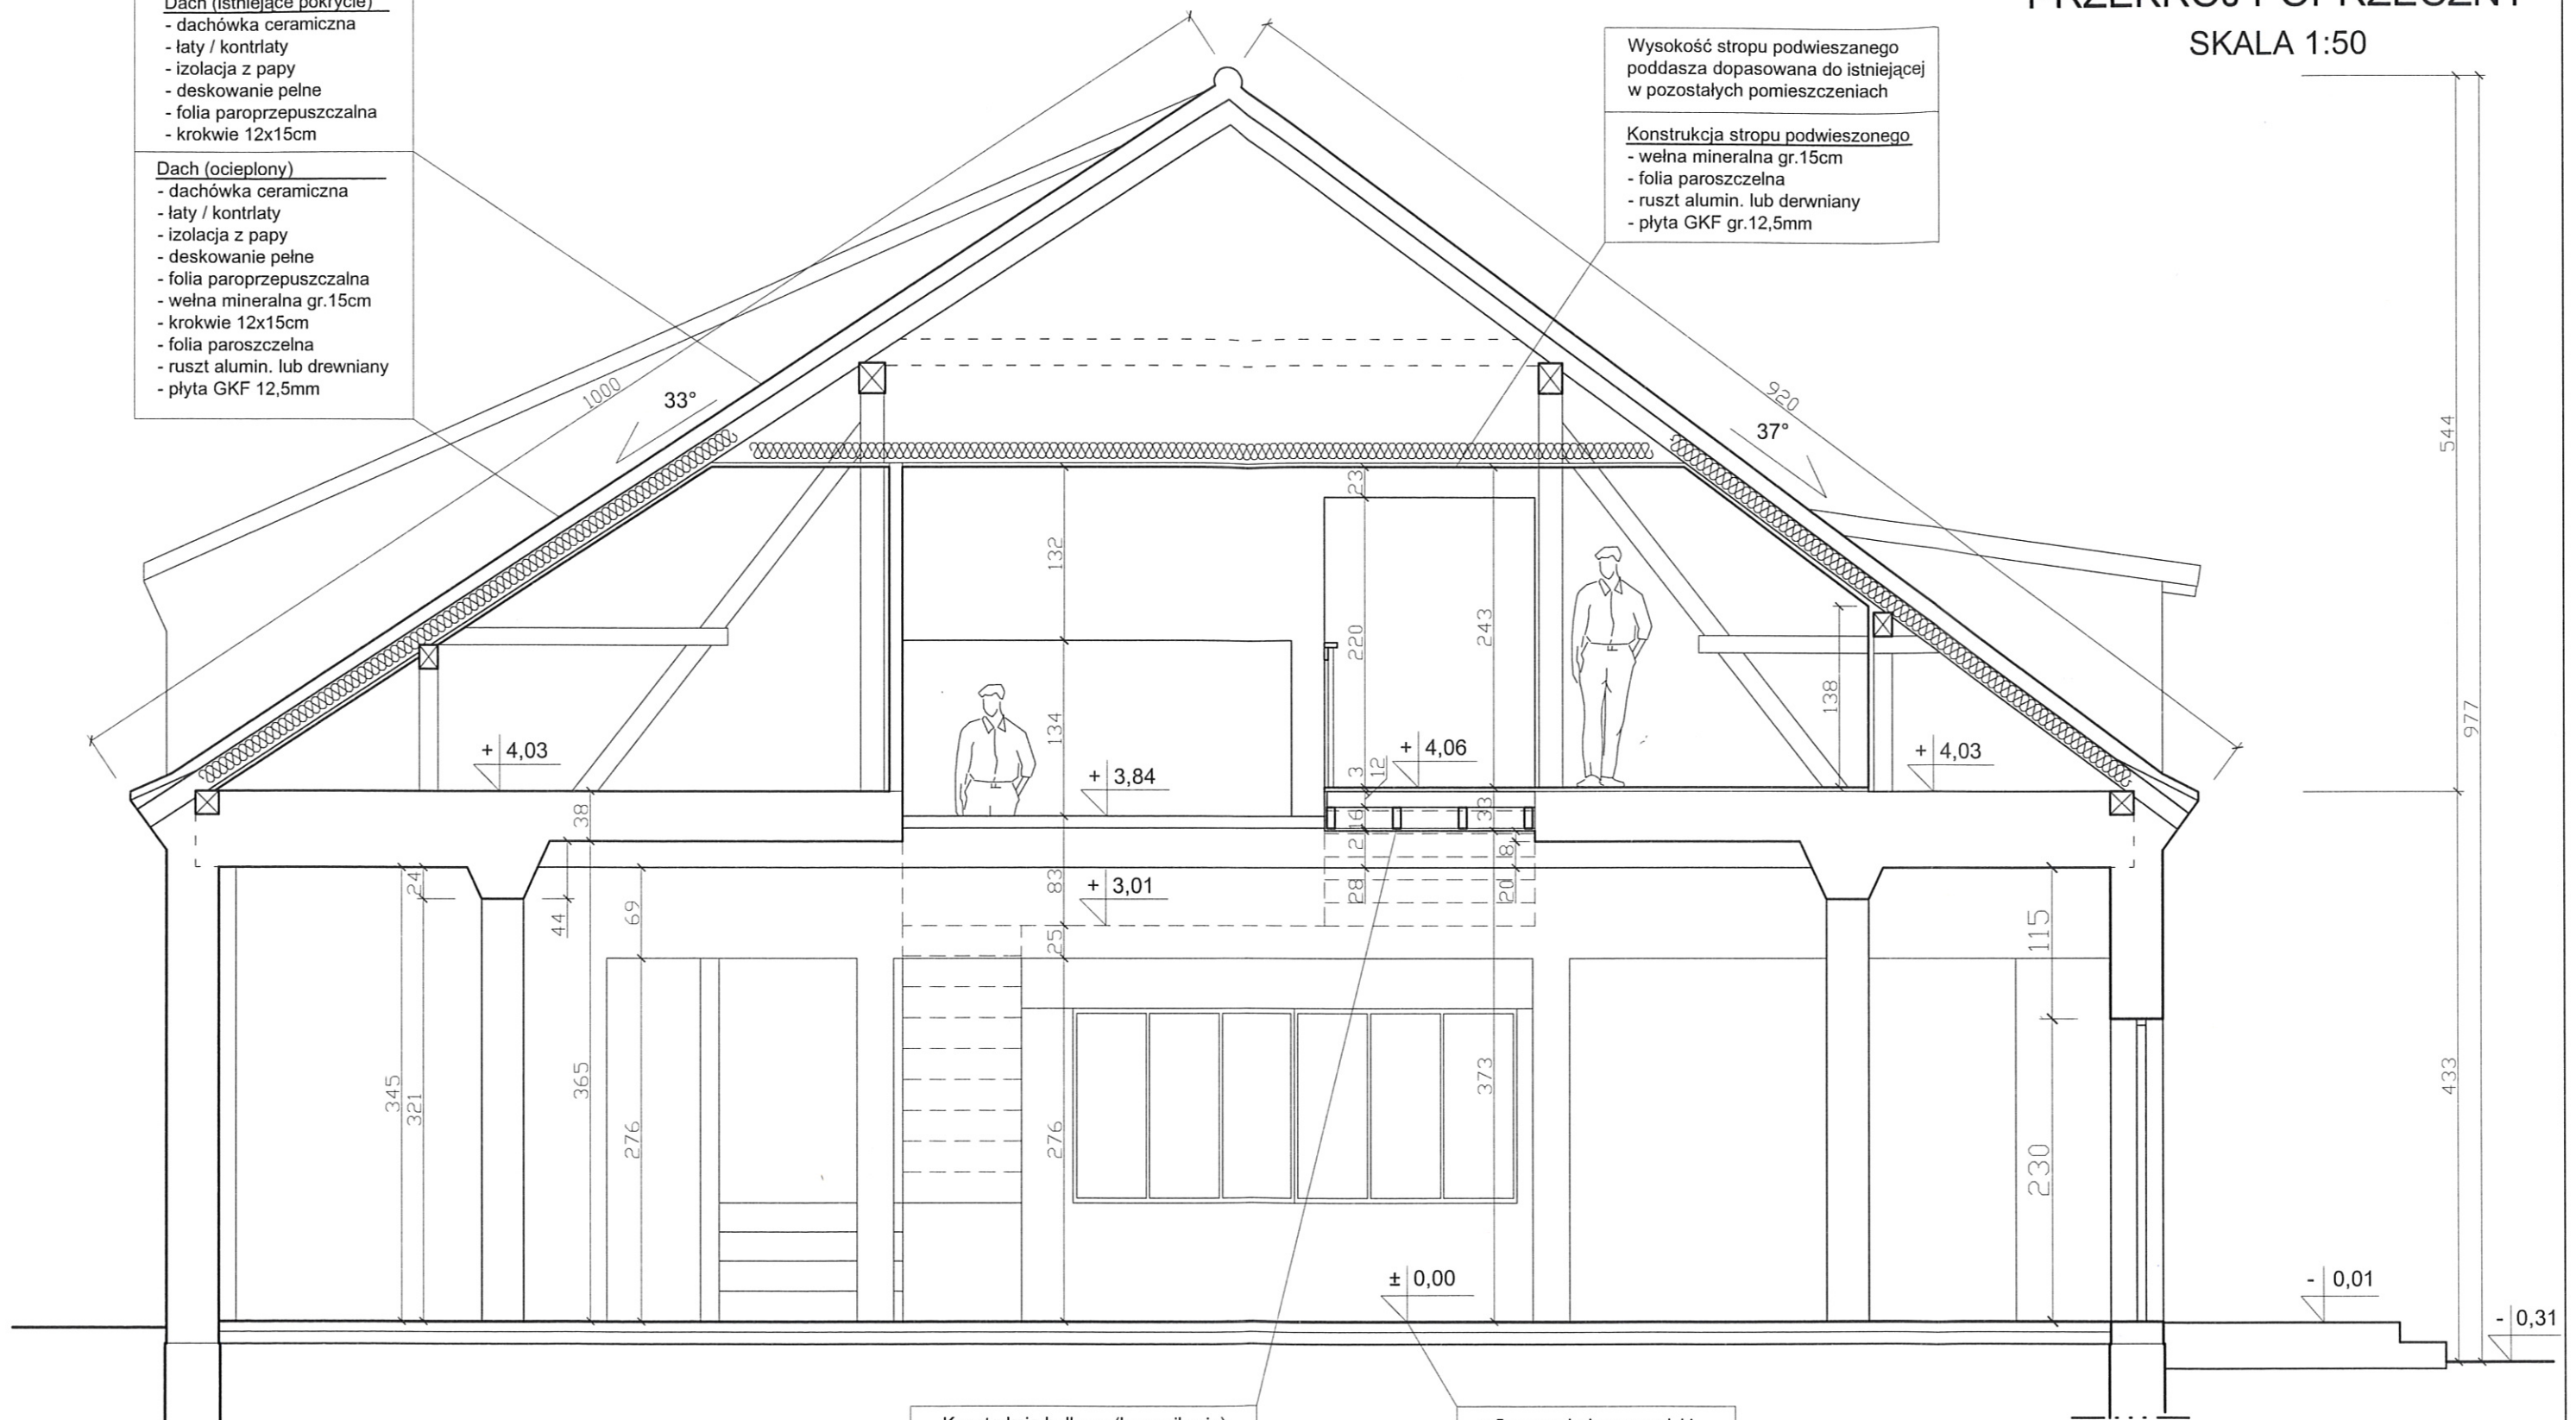 Dach (istniejące pokrycie)
- dachówka ceramiczna
- łaty / kontrlaty
- izolacja z papy
- deskowanie pelne
- folia paroprzepuszczalna
- krokwie 12x15cm
Dach (ocieplony)
- dachówka ceramiczna
- łaty / kontrlaty
- izolacja z papy
- deskowanie pełne
- folia paroprzepuszczalna
- wełna mineralna gr.15cm
- krokwie 12x15cm
- folia paroszczelna
- ruszt alumin. lub drewniany
- płyta GKF 12,5mm
PRZEKRÓJ POPRZECZNY
SKALA 1:50
Wysokość stropu podwieszanego
poddasza dopasowana do istniejącej
w pozostałych pomieszczeniach
Konstrukcja stropu podwieszonego
- wełna mineralna gr.15cm
- folia paroszczelna
- ruszt alumin. lub derwniany
- płyta GKF gr.12,5mm
1000
33°
920
37°
544
977
433
23
132
220
243
138
134
+ 4,03
+ 3,84
+ 4,06
+ 4,03
3
12
38
16
33
2
8
24
44
69
83
+ 3,01
28
20
25
115
345
321
365
276
276
373
230
± 0,00
- 0,01
- 0,31